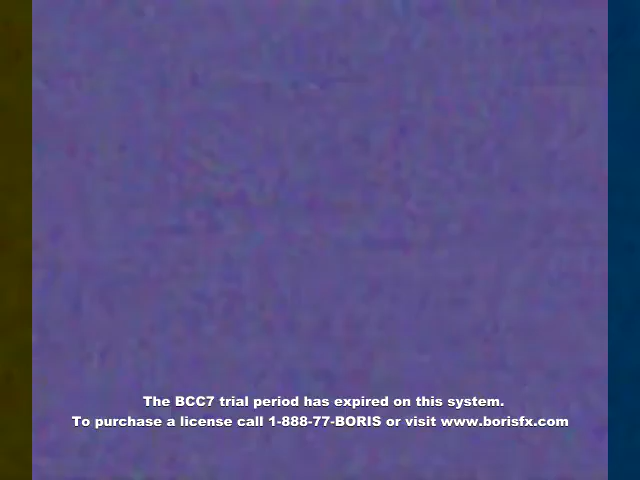 The BCC7 trial period has expired on this system.
To purchase a license call 1-888-77-BORIS or visit www.borisfx.com